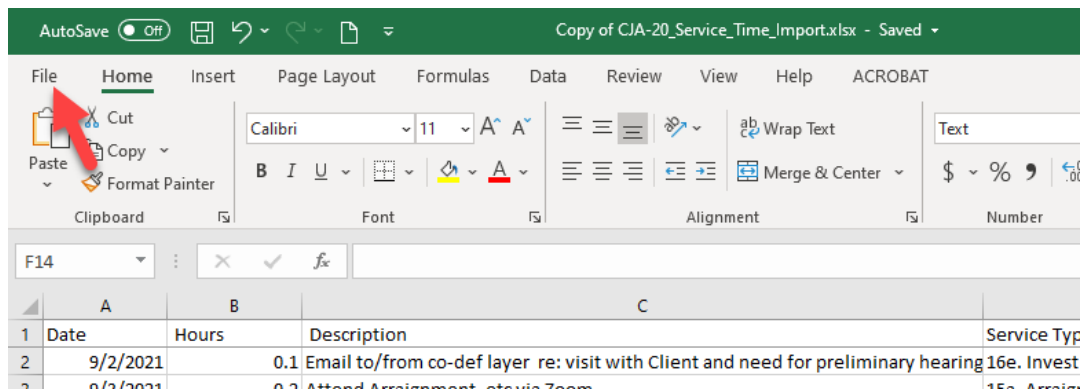 AutoSave Off Copy of CJA-20_Service_Time_Import.xlsx - Saved
File Home Insert Page Layout Formulas Data Review View Help ACROBAT
Cut
Calibri 11 A A ab Wrap Text Text
Copy
Paste
B I U A Merge & Center $ % 9
Format Painter
Clipboard Font Alignment Number
F14 fx
A B C
1 Date Hours Description Service Typ
2 9/2/2021 0.1 Email to/from co-def layer re: visit with Client and need for preliminary hearing 16e. Invest
9/3/2021 0.2 Attend Arraignment, etc via Zoom 15a. Arraig